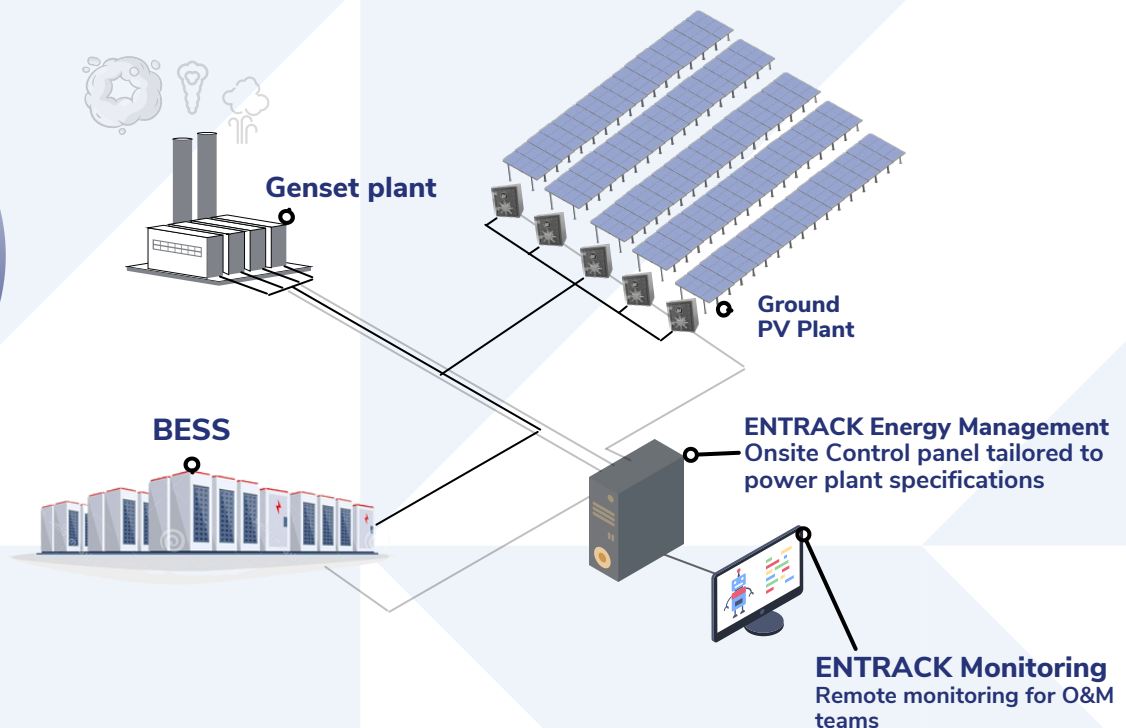 Genset plant
Ground
PV Plant
BESS
ENTRACK Energy Management
Onsite Control panel tailored to
power plant specifications
ENTRACK Monitoring
Remote monitoring for O&M
teams